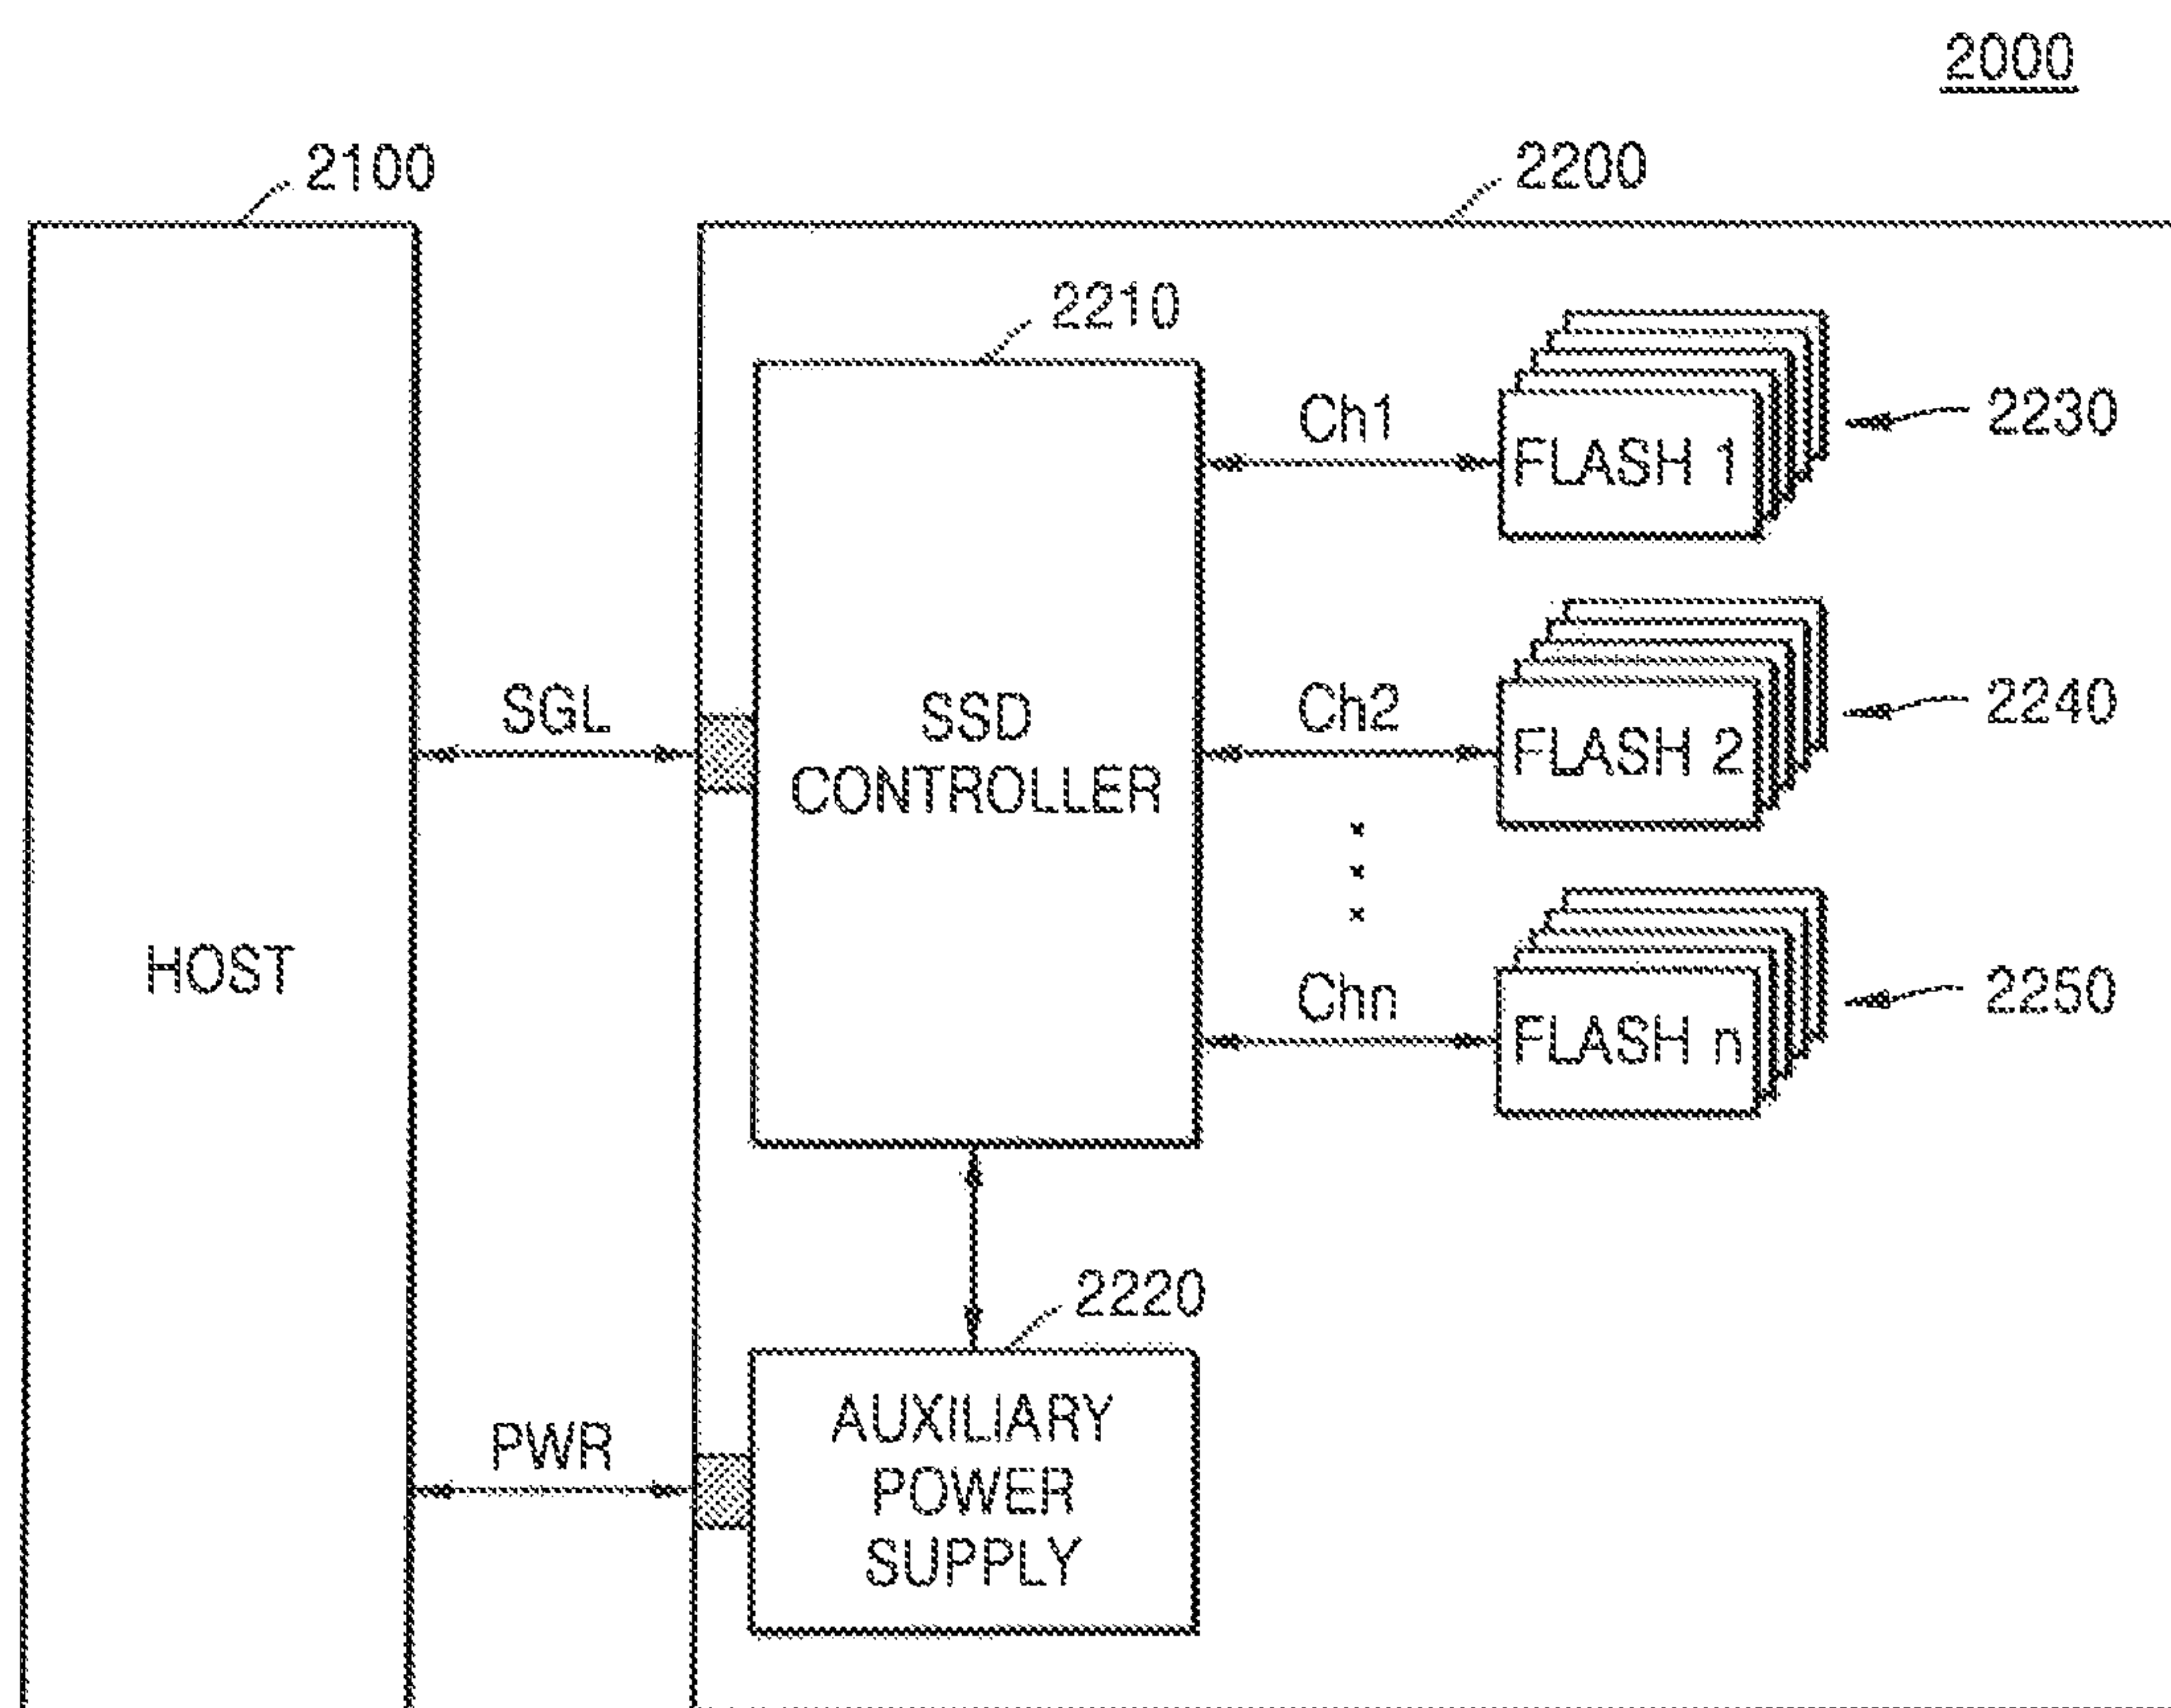 2000
2100
2200
2210
Ch1
FLASH 1
2230
SGL
SSD
CONTROLLER
Ch2
FLASH 2
2240
HOST
Chn
FLASH n
2250
2220
PWR
AUXILIARY
POWER
SUPPLY